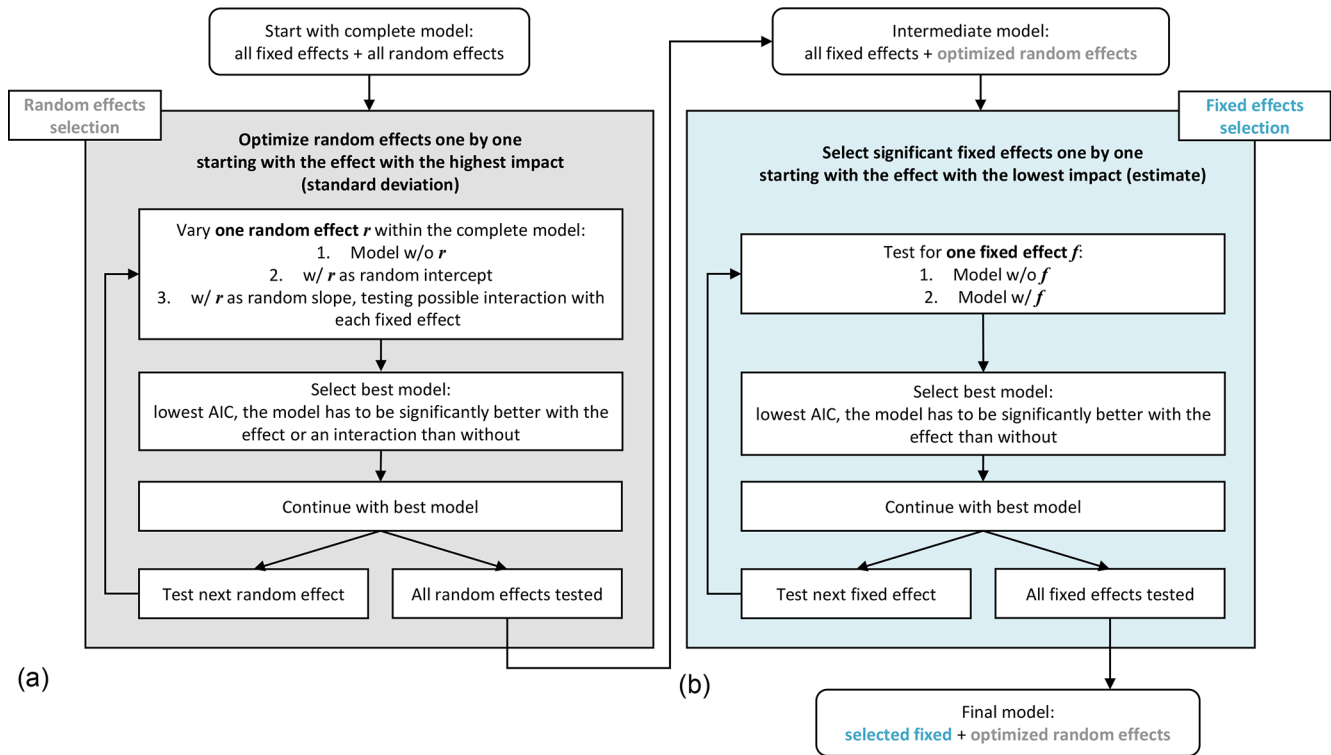 Start with complete model:
all fixed effects + all random effects
Random effects
selection
Optimize random effects one by one
starting with the effect with the highest impact
(standard deviation)
Vary one random effect r within the complete model:
1. Model w/o r
2. w/ r as random intercept
3. w/ r as random slope, testing possible interaction with
each fixed effect
Select best model:
lowest AIC, the model has to be significantly better with the
effect or an interaction than without
Continue with best model
Test next random effect
All random effects tested
(a)
Intermediate model:
all fixed effects + optimized random effects
Fixed effects
selection
Select significant fixed effects one by one
starting with the effect with the lowest impact (estimate)
Test for one fixed effect f:
1. Model w/o f
2. Model w/ f
Select best model:
lowest AIC, the model has to be significantly better with the
effect than without
Continue with best model
Test next fixed effect
All fixed effects tested
(b)
Final model:
selected fixed + optimized random effects